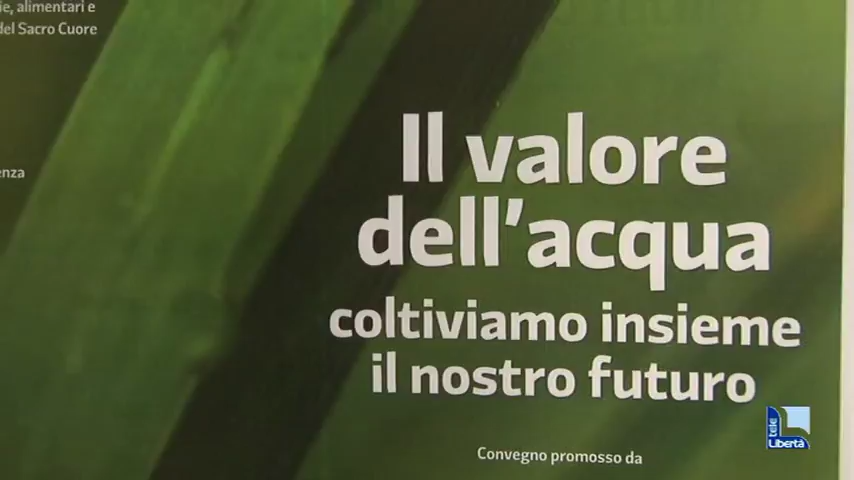 ie, alimentari e
del Sacro Cuore
enza
Il valore
dell'acqua
coltiviamo insieme
il nostro futuro
Convegno promosso da
tele
Libertà